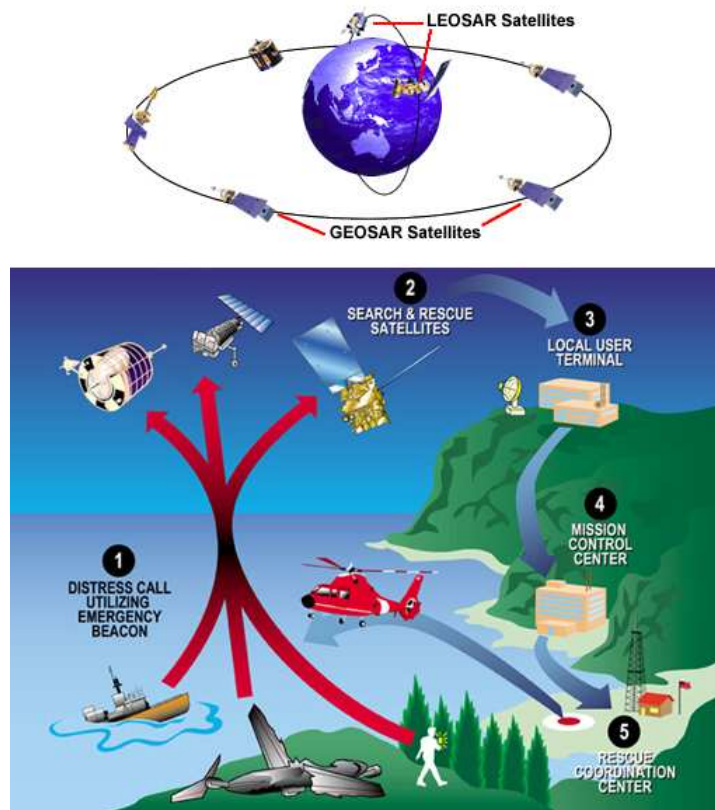 LEOSAR Satellites
GEOSAR Satellites
2
SEARCH & RESCUE
SATELLITES
3
LOCAL USER
TERMINAL
4
MISSION
CONTROL
CENTER
1
DISTRESS CALL
UTILIZING
EMERGENCY
BEACON
5
RESCUE
COORDINATION
CENTER